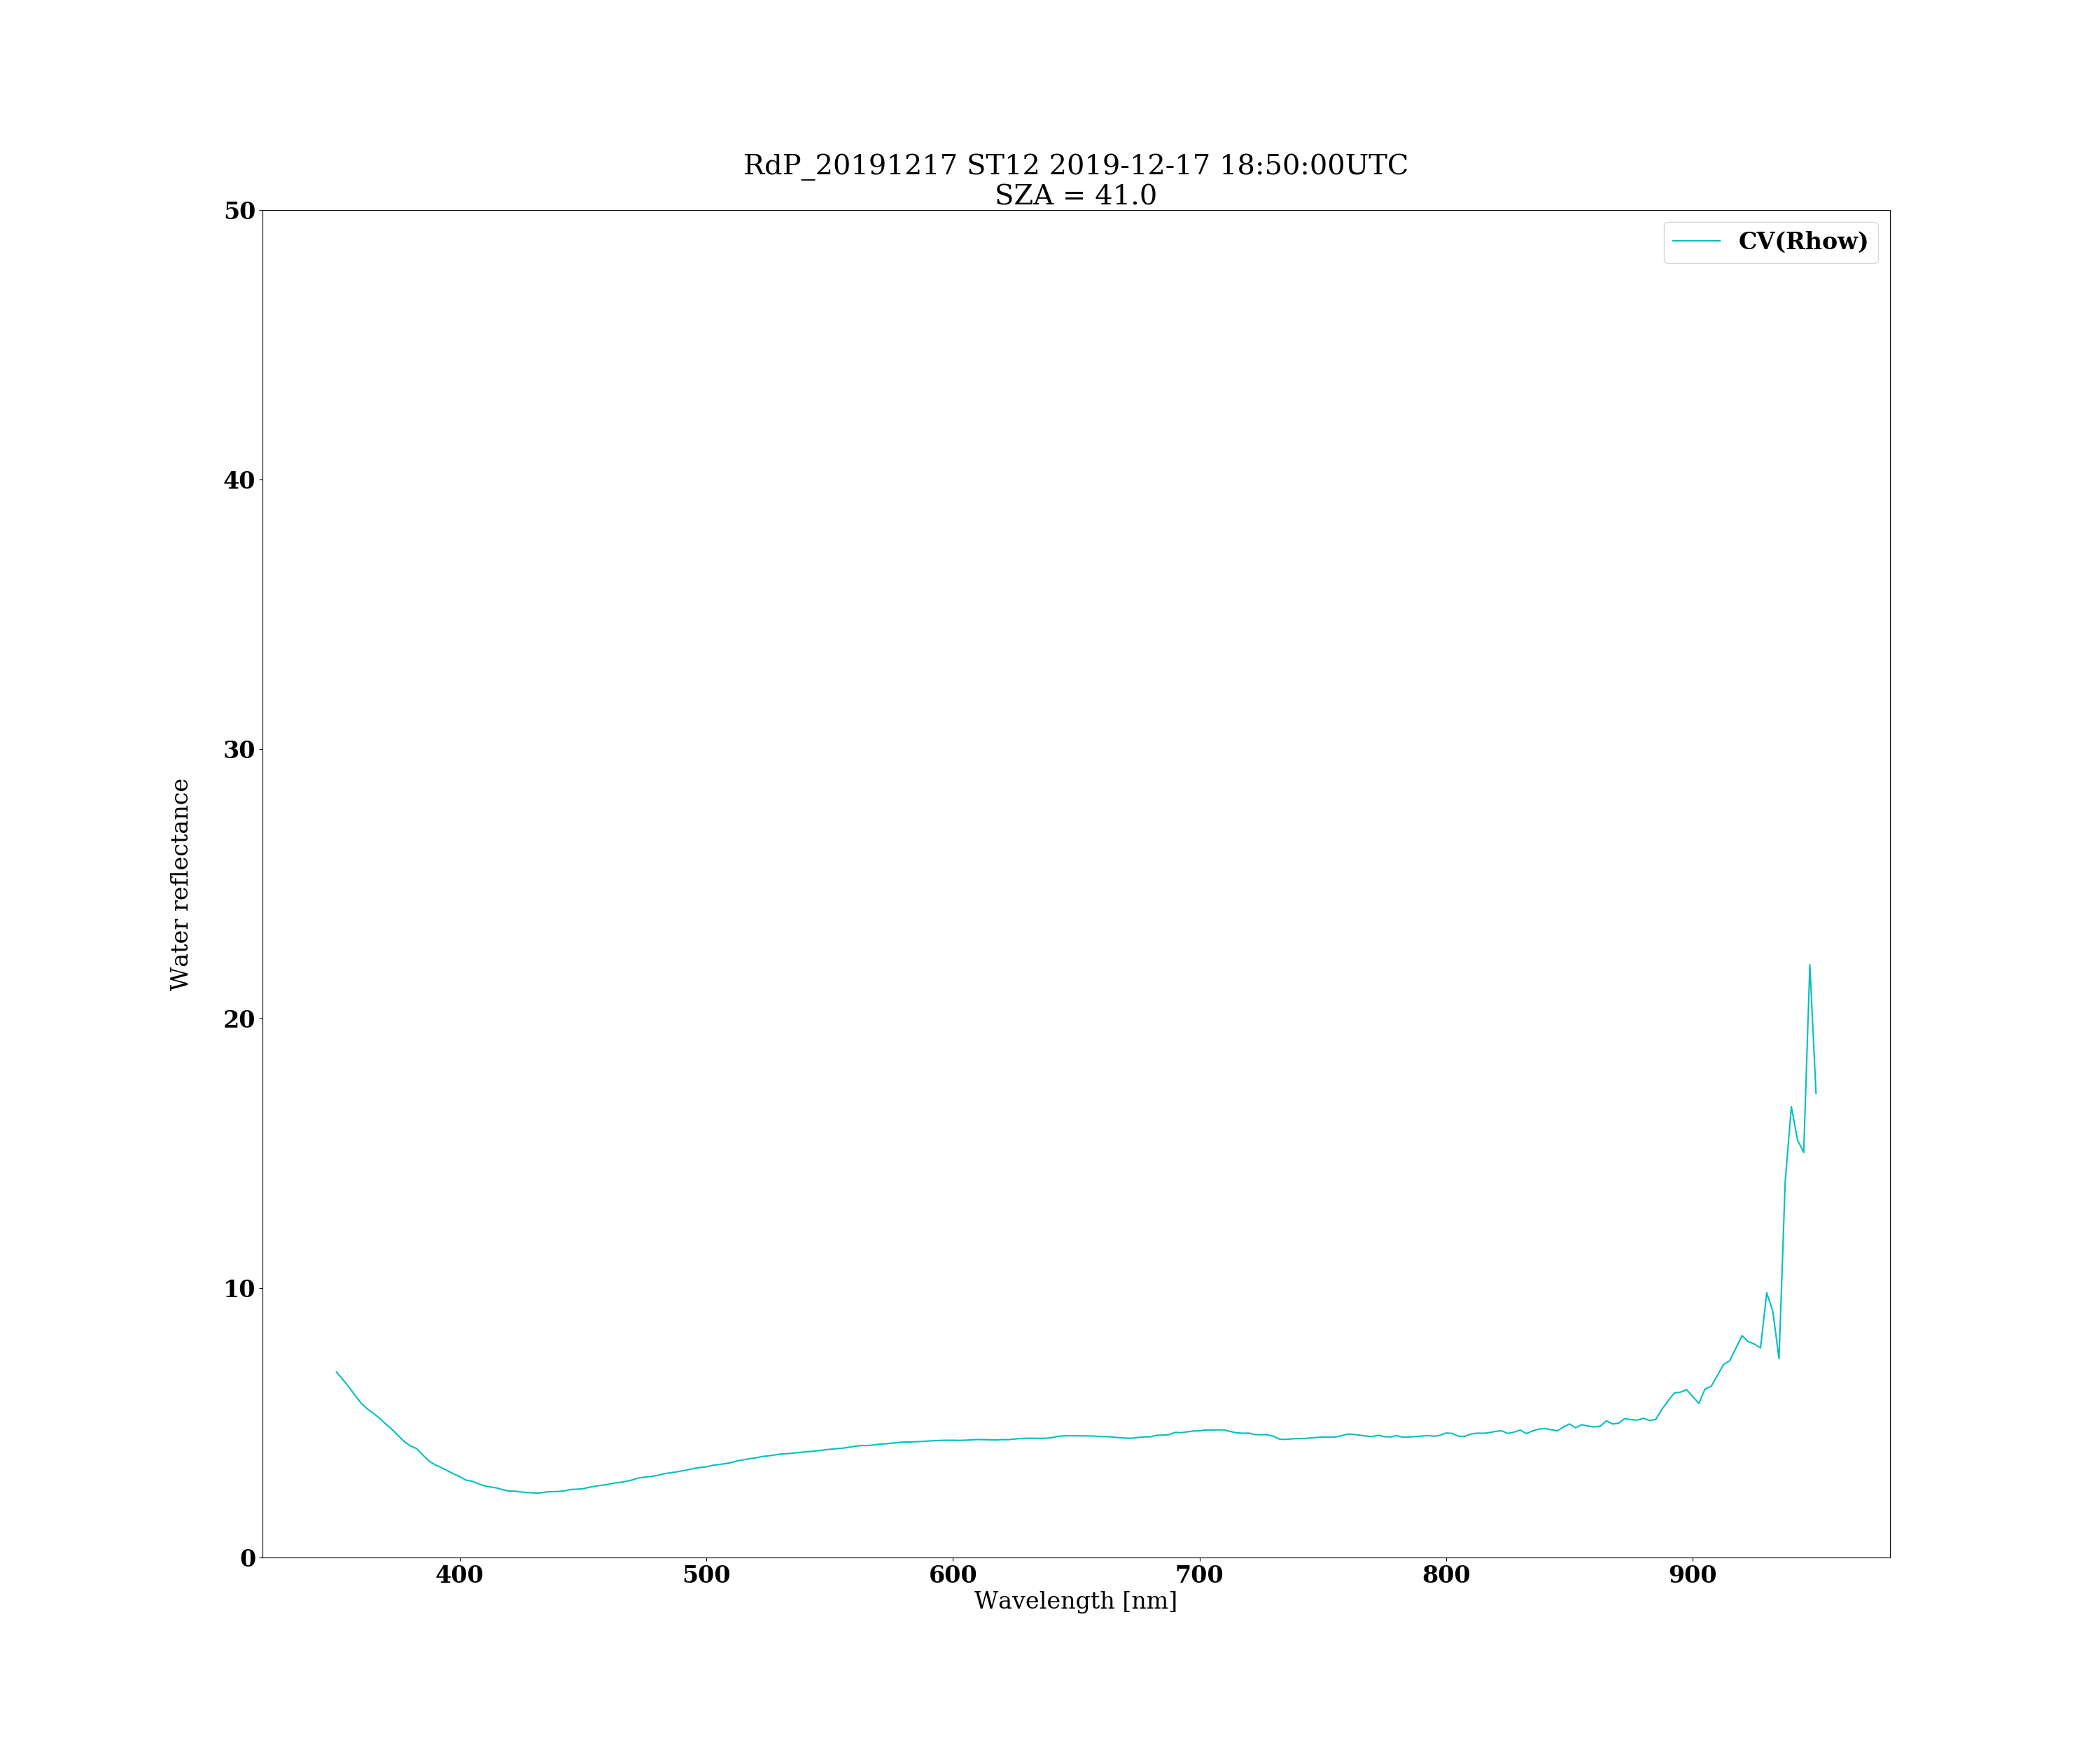 RdP_20191217 ST12 2019-12-17 18:50:00UTC
SZA = 41.0
CV(Rhow)
50
40
30
20
10
0
Water reflectance
400 500 600 700 800 900
Wavelength [nm]